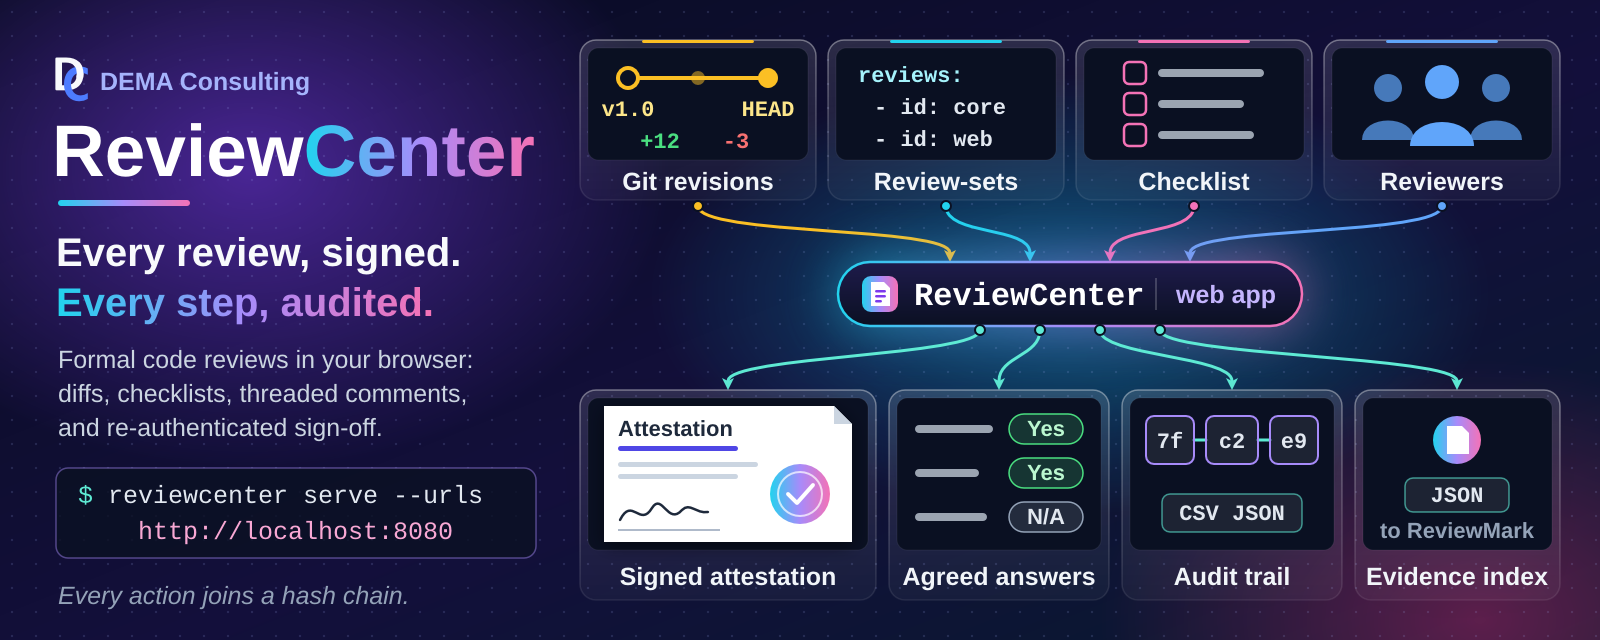 DC DEMA Consulting
ReviewCenter
Every review, signed.
Every step, audited.
Formal code reviews in your browser:
diffs, checklists, threaded comments,
and re-authenticated sign-off.
$ reviewcenter serve --urls
http://localhost:8080
Every action joins a hash chain.
v1.0 HEAD
+12 -3
Git revisions
reviews:
- id: core
- id: web
Review-sets
Checklist
Reviewers
ReviewCenter web app
Attestation
Signed attestation
Yes
Yes
N/A
Agreed answers
7f c2 e9
CSV JSON
Audit trail
JSON
to ReviewMark
Evidence index